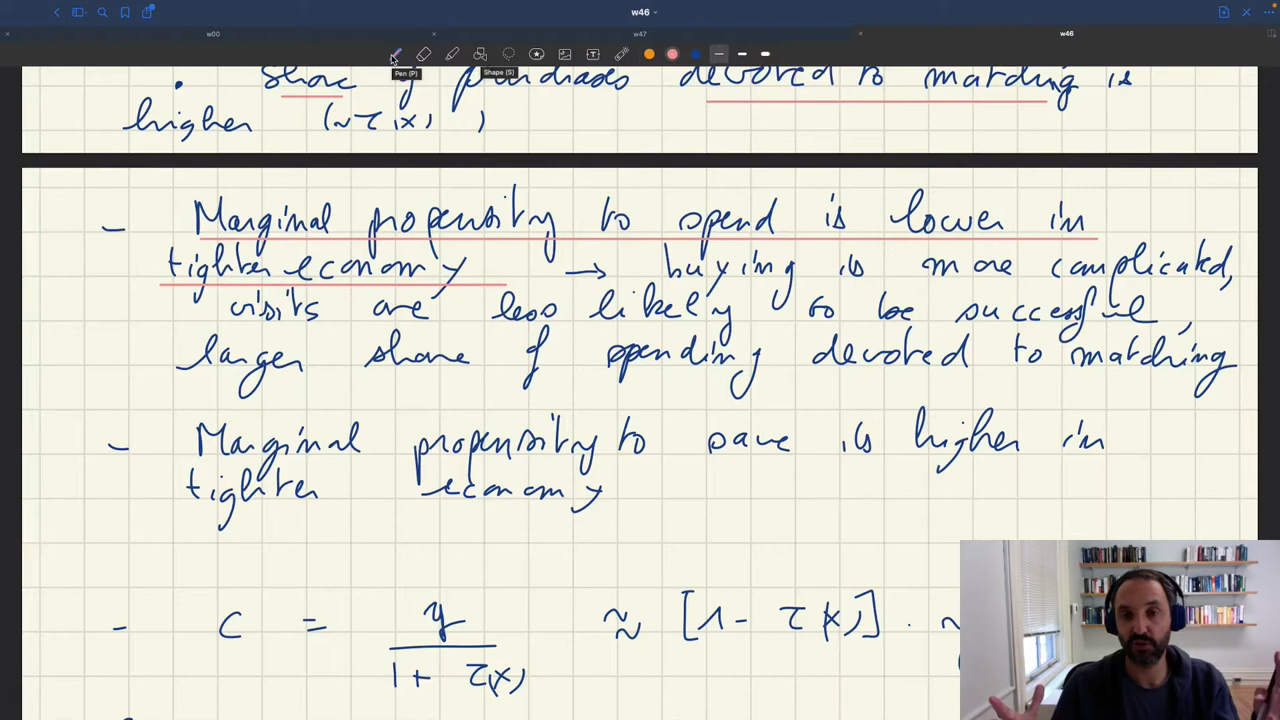 w46
w00
w47
w46
Pen (P)
Shape (S)
• Share of purchases devoted to matching is
higher (~ τ(x) )
- Marginal propensity to spend is lower in
tighter economy → buying is more complicated,
visits are less likely to be successful,
larger share of spending devoted to matching
- Marginal propensity to save is higher in
tighter economy
- c = y / 1 + τ(x) ≈ [1 - τ(x)] . ~